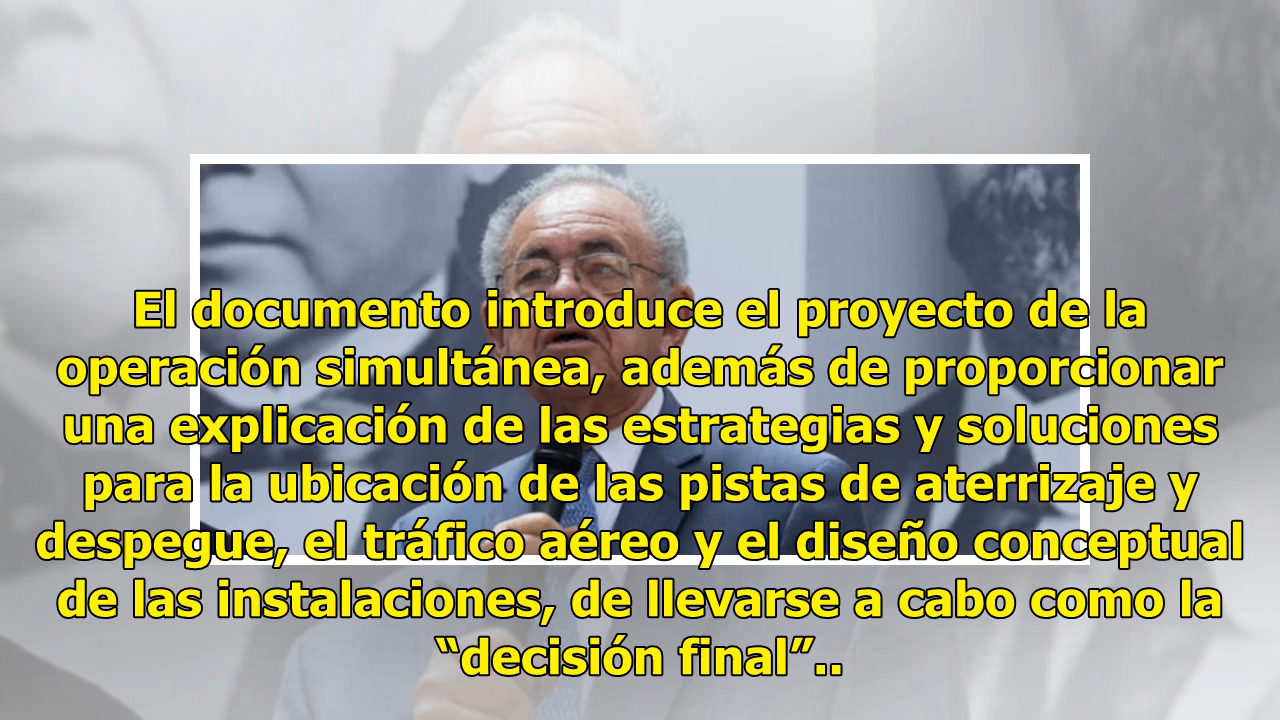 El documento introduce el proyecto de la
operación simultánea, además de proporcionar
una explicación de las estrategias y soluciones
para la ubicación de las pistas de aterrizaje y
despegue, el tráfico aéreo y el diseño conceptual
de las instalaciones, de llevarse a cabo como la
“decisión final”..